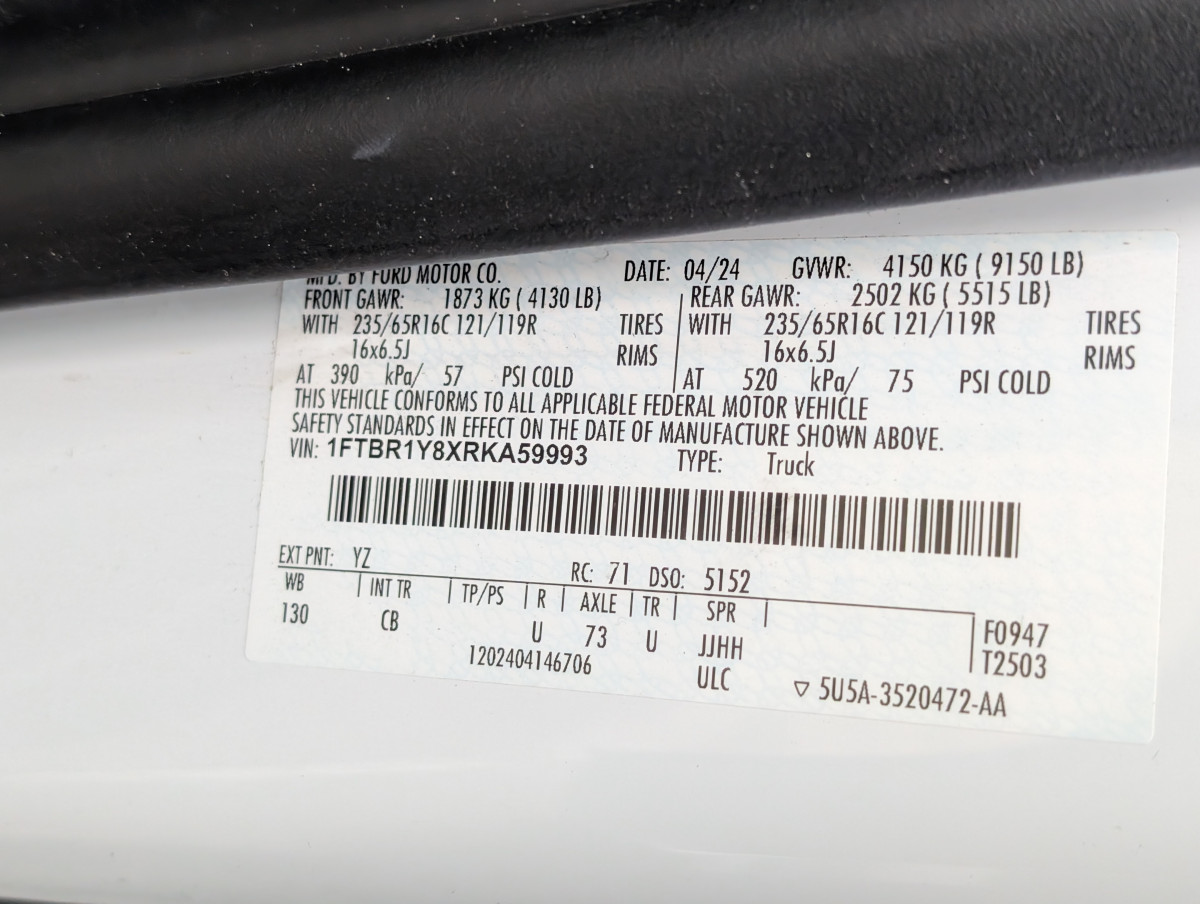 MFD. BY FORD MOTOR CO. DATE: 04/24 GVWR: 4150 KG ( 9150 LB)
FRONT GAWR: 1873 KG ( 4130 LB) REAR GAWR: 2502 KG ( 5515 LB)
WITH 235/65R16C 121/119R TIRES WITH 235/65R16C 121/119R TIRES
16x6.5J RIMS 16x6.5J RIMS
AT 390 kPa/ 57 PSI COLD AT 520 kPa/ 75 PSI COLD
THIS VEHICLE CONFORMS TO ALL APPLICABLE FEDERAL MOTOR VEHICLE
SAFETY STANDARDS IN EFFECT ON THE DATE OF MANUFACTURE SHOWN ABOVE.
VIN: 1FTBR1Y8XRKA59993 TYPE: Truck
EXT PNT: YZ RC: 71 DSO: 5152
WB INT TR TP/PS R AXLE TR SPR
130 CB U 73 U JJHH F0947
1202404146706 ULC T2503
▽ 5U5A-3520472-AA